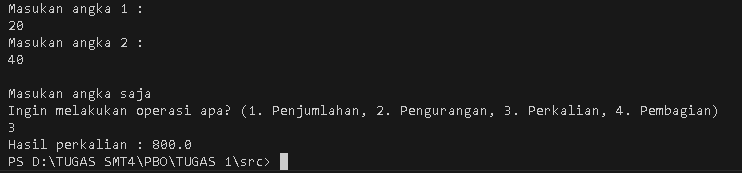 Masukan angka 1 :
20
Masukan angka 2 :
40
Masukan angka saja
Ingin melakukan operasi apa? (1. Penjumlahan, 2. Pengurangan, 3. Perkalian, 4. Pembagian)
3
Hasil perkalian : 800.0
PS D:\TUGAS SMT4\PBO\TUGAS 1\src>